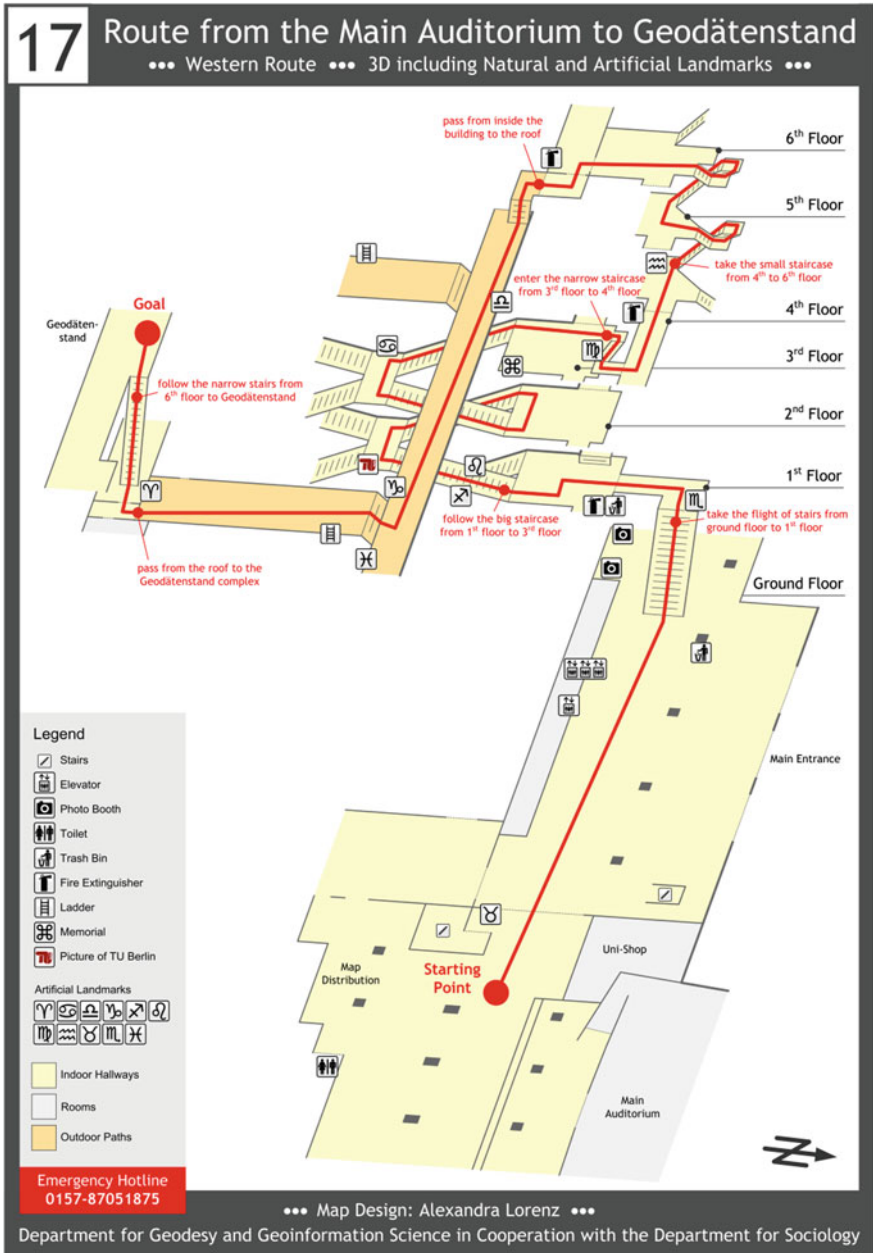 17
Route from the Main Auditorium to Geodätenstand
••• Western Route ••• 3D including Natural and Artificial Landmarks •••
pass from inside the
building to the roof
6th Floor
5th Floor
take the small staircase
from 4th to 6th floor
enter the narrow staircase
from 3rd floor to 4th floor
4th Floor
3rd Floor
2nd Floor
1st Floor
Goal
Geodäten-
stand
follow the narrow stairs from
6th floor to Geodätenstand
pass from the roof to the
Geodätenstand complex
follow the big staircase
from 1st floor to 3rd floor
take the flight of stairs from
ground floor to 1st floor
Ground Floor
Main Entrance
Uni-Shop
Map
Distribution
Starting
Point
Main
Auditorium
Legend
Stairs
Elevator
Photo Booth
Toilet
Trash Bin
Fire Extinguisher
Ladder
Memorial
Picture of TU Berlin
Artificial Landmarks
♈ ♋ ♎ ♑ ♐ ♌
♍ ♒ ♉ ♏ ♓
Indoor Hallways
Rooms
Outdoor Paths
Emergency Hotline
0157-87051875
••• Map Design: Alexandra Lorenz •••
Department for Geodesy and Geoinformation Science in Cooperation with the Department for Sociology